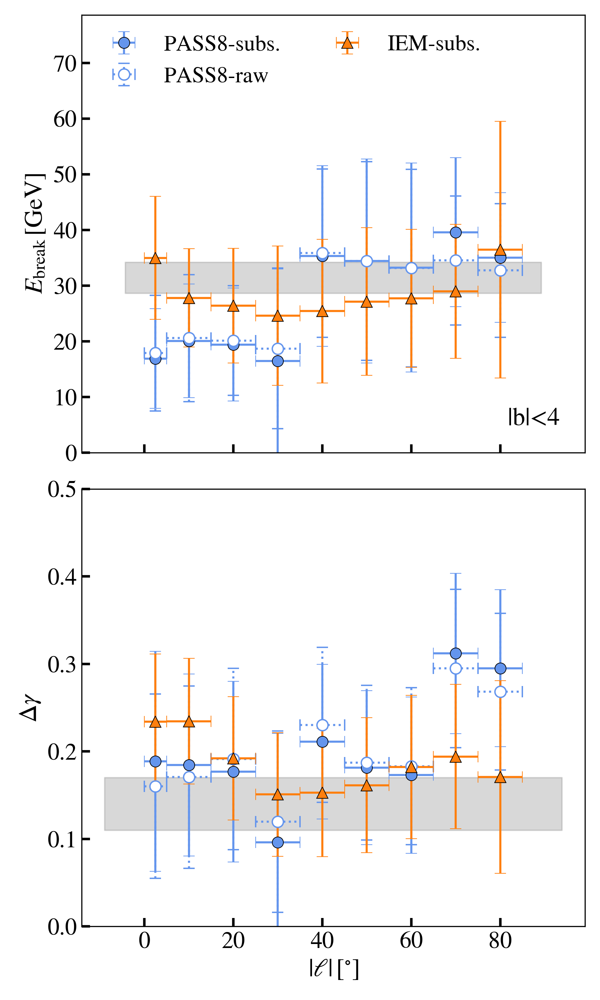 PASS8-subs.
IEM-subs.
PASS8-raw
70
60
50
40
30
20
10
0
E_break [GeV]
|b|<4
0.5
0.4
0.3
0.2
0.1
0.0
Δγ
0 20 40 60 80
|ℓ| [°]